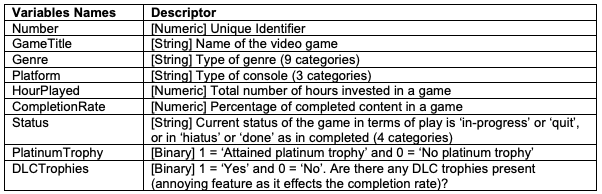 Variables Names Descriptor
Number [Numeric] Unique Identifier
GameTitle [String] Name of the video game
Genre [String] Type of genre (9 categories)
Platform [String] Type of console (3 categories)
HourPlayed [Numeric] Total number of hours invested in a game
CompletionRate [Numeric] Percentage of completed content in a game
Status [String] Current status of the game in terms of play is ‘in-progress’ or ‘quit’,
or in ‘hiatus’ or ‘done’ as in completed (4 categories)
PlatinumTrophy [Binary] 1 = ‘Attained platinum trophy’ and 0 = ‘No platinum trophy’
DLCTrophies [Binary] 1 = ‘Yes’ and 0 = ‘No’. Are there any DLC trophies present
(annoying feature as it effects the completion rate)?